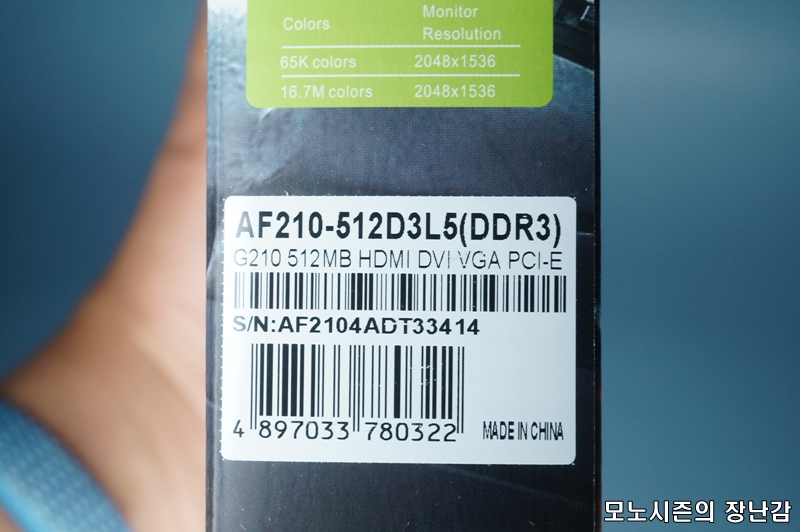 Colors Monitor Resolution
65K colors 2048x1536
16.7M colors 2048x1536
AF210-512D3L5(DDR3)
G210 512MB HDMI DVI VGA PCI-E
S/N:AF2104ADT33414
4 897033 780322 MADE IN CHINA
모노시즌의 장난감